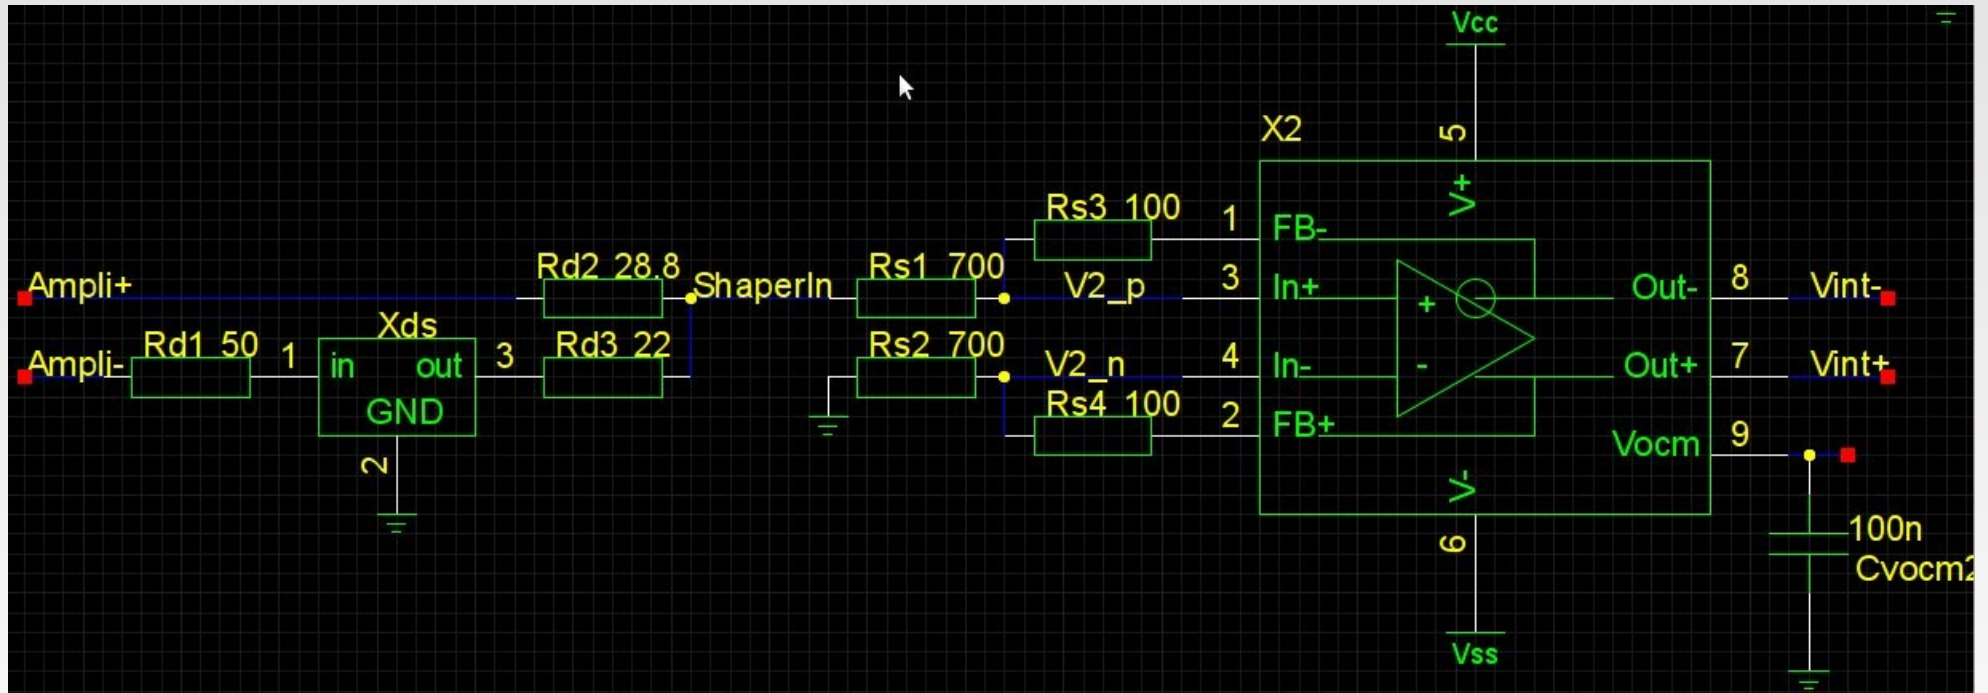 Vcc
X2
5
V+
Rs3 100
1
FB-
Rd2 28.8
ShaperIn
Rs1 700
V2_p
3
In+
+
Out-
8
Vint-
Ampli+
Xds
Ampli-
Rd1 50
1
in
out
GND
3
Rd3 22
Rs2 700
V2_n
4
In-
-
Out+
7
Vint+
Rs4 100
2
FB+
Vocm
9
2
V-
6
100n
Cvocm2
Vss